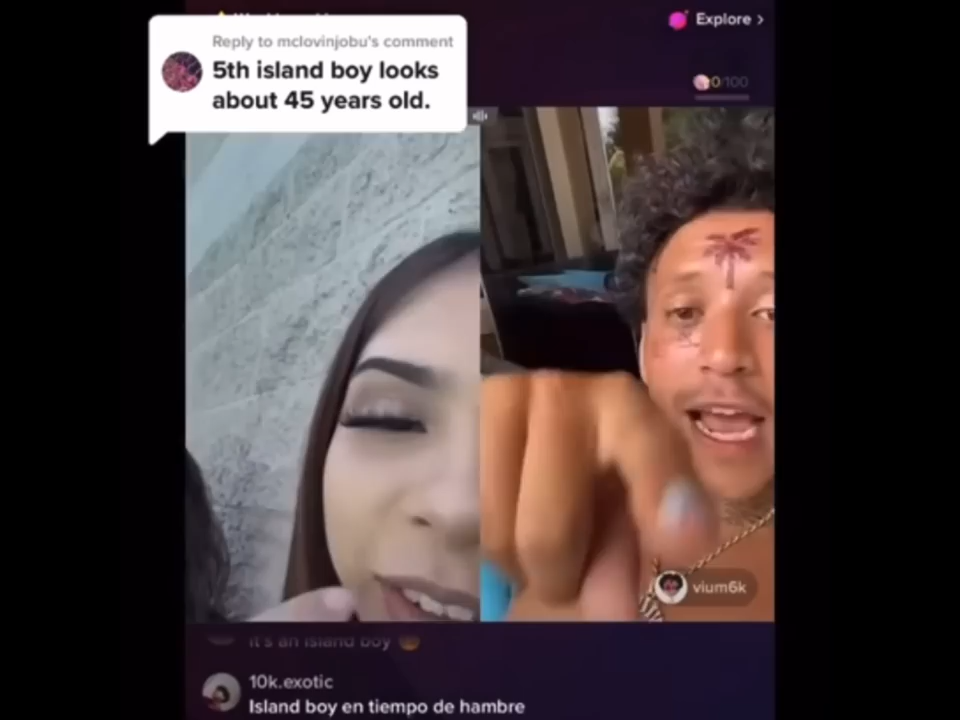 Explore >
Reply to mclovinjobu's comment
5th island boy looks
about 45 years old.
0/100
vium6k
it's an island boy
10k.exotic
Island boy en tiempo de hambre